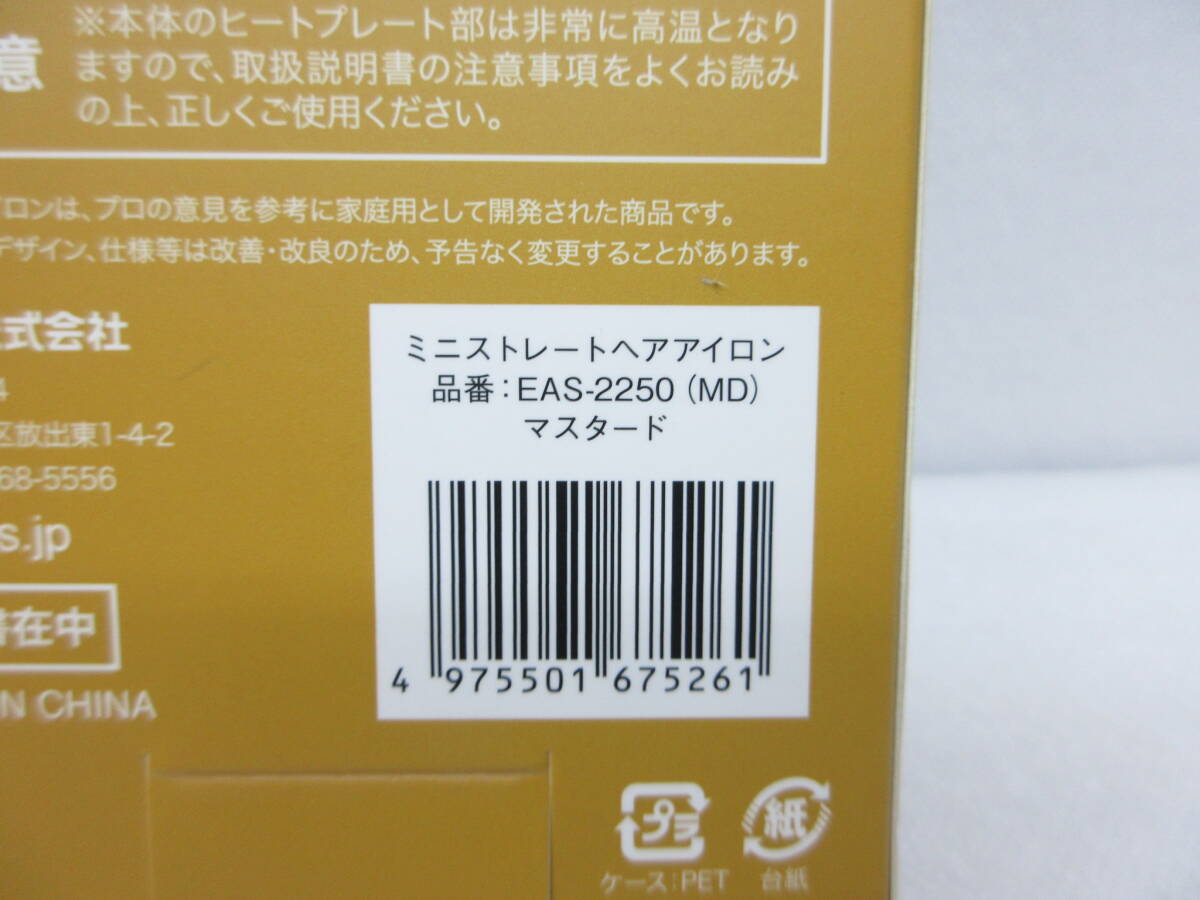 意
※本体のヒートプレート部は非常に高温となり
ますので、取扱説明書の注意事項をよくお読み
の上、正しくご使用ください。
イロンは、プロの意見を参考に家庭用として開発された商品です。
デザイン、仕様等は改善・改良のため、予告なく変更することがあります。
株式会社
4
区放出東1-4-2
68-5556
s.jp
書在中
IN CHINA
ミニストレートヘアアイロン
品番：EAS-2250（MD）
マスタード
4 975501 675261
プラ
紙
ケース：PET
台紙